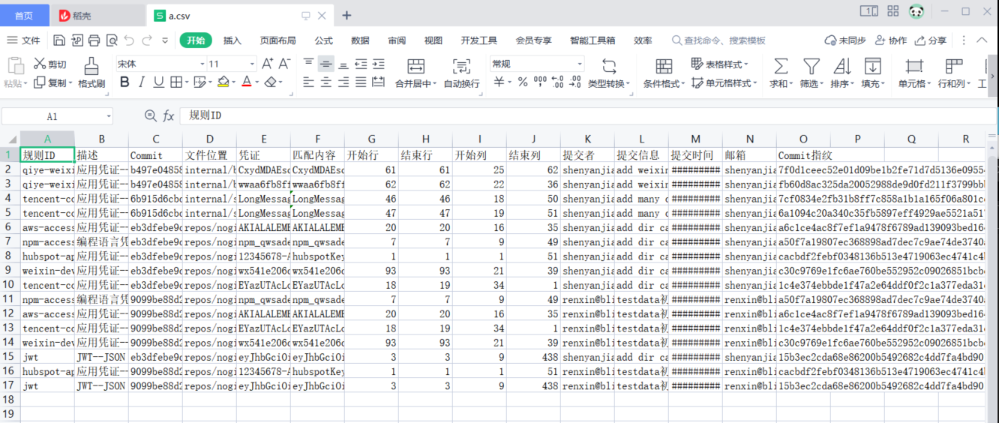 首页 稻壳 a.csv
文件 开始 插入 页面布局 公式 数据 审阅 视图 开发工具 会员专享 智能工具箱 效率 查找命令、搜索模板 未同步 协作 分享
粘贴 剪切 复制 格式刷 宋体 11 合并居中 自动换行 常规 类型转换 条件格式 表格样式 单元格样式 求和 筛选 排序 填充 单元格 行和列 工
A1 fx 规则ID
A B C D E F G H I J K L M N O P Q R
1 规则ID 描述 Commit 文件位置 凭证 匹配内容 开始行 结束行 开始列 结束列 提交者 提交信息 提交时间 邮箱 Commit指纹
2 qiye-weixi 应用凭证-- b497e04858 internal/b CxydMDAEsc CxydMDAEsc 61 61 25 62 shenyanjia add weixin ######### shenyanjia 7f0d1ceec52e01d09be1b2fe71d7d5136e0955
3 qiye-weixi 应用凭证-- b497e04858 internal/b wwaa6fb8ff wwaa6fb8ff 62 62 22 36 shenyanjia add weixin ######### shenyanjia fb60d8ac325da20052988de9d0fd211f3799bbb
4 tencent-cc 应用凭证-- 6b915d6cbc internal/s LongMessag LongMessag 46 46 18 50 shenyanjia add many c ######### shenyanjia 7cf0834e2fb31b8ff7c858a1b1a165f06a801c
5 tencent-cc 应用凭证-- 6b915d6cbc internal/s LongMessag LongMessag 47 47 19 51 shenyanjia add many c ######### shenyanjia 6a1094c20a340c35fb5897eff4929ae5521a51
6 aws-access 应用凭证-- eb3dfebe9c repos/nogi AKIALALEME AKIALALEME 20 20 16 35 shenyanjia add dir ca ######### shenyanjia a6c1ce4ac8f7ef1a9478f6789ad139093bed16
7 npm-access 编程语言凭 eb3dfebe9c repos/nogi npm_qwsade npm_qwsade 7 7 9 49 shenyanjia add dir ca ######### shenyanjia a50f7a19807ec368898ad7dec7c9ae74de3740
8 hubspot-ap 应用凭证-- eb3dfebe9c repos/nogi 12345678-A hubspotKey 1 1 1 51 shenyanjia add dir ca ######### shenyanjia cacbdf2febf0348136b513e4719063ec4741c4
9 weixin-dev 应用凭证-- eb3dfebe9c repos/nogi wx541e206c wx541e206c 93 93 21 39 shenyanjia add dir ca ######### shenyanjia c30c9769e1fc6ae760be552952c09026851bcb
10 tencent-cc 应用凭证-- eb3dfebe9c repos/nogi EYazUTAcLc EYazUTAcLc 18 19 34 1 shenyanjia add dir ca ######### shenyanjia 1c4e374ebbde1f47a2e64ddf0f2c1a377eda31
11 npm-access 编程语言凭 9099be88d2 repos/nogi npm_qwsade npm_qwsade 7 7 9 49 renxin@bli testdata初 ######### renxin@bli a50f7a19807ec368898ad7dec7c9ae74de3740
12 aws-access 应用凭证-- 9099be88d2 repos/nogi AKIALALEME AKIALALEME 20 20 16 35 renxin@bli testdata初 ######### renxin@bli a6c1ce4ac8f7ef1a9478f6789ad139093bed16
13 tencent-cc 应用凭证-- 9099be88d2 repos/nogi EYazUTAcLc EYazUTAcLc 18 19 34 1 renxin@bli testdata初 ######### renxin@bli 1c4e374ebbde1f47a2e64ddf0f2c1a377eda31
14 weixin-dev 应用凭证-- 9099be88d2 repos/nogi wx541e206c wx541e206c 93 93 21 39 renxin@bli testdata初 ######### renxin@bli c30c9769e1fc6ae760be552952c09026851bcb
15 jwt JWT--JSON eb3dfebe9c repos/nogi eyJhbGciOi eyJhbGciOi 3 3 9 438 shenyanjia add dir ca ######### shenyanjia 15b3ec2cda68e86200b5492682c4dd7fa4bd90
16 hubspot-ap 应用凭证-- 9099be88d2 repos/nogi 12345678-A hubspotKey 1 1 1 51 renxin@bli testdata初 ######### renxin@bli cacbdf2febf0348136b513e4719063ec4741c4
17 jwt JWT--JSON 9099be88d2 repos/nogi eyJhbGciOi eyJhbGciOi 3 3 9 438 renxin@bli testdata初 ######### renxin@bli 15b3ec2cda68e86200b5492682c4dd7fa4bd90
18
19